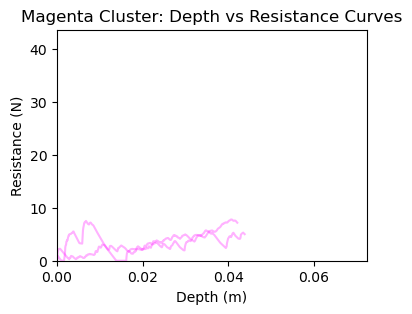 Magenta Cluster: Depth vs Resistance Curves
40
30
20
10
0
Resistance (N)
0.00 0.02 0.04 0.06
Depth (m)